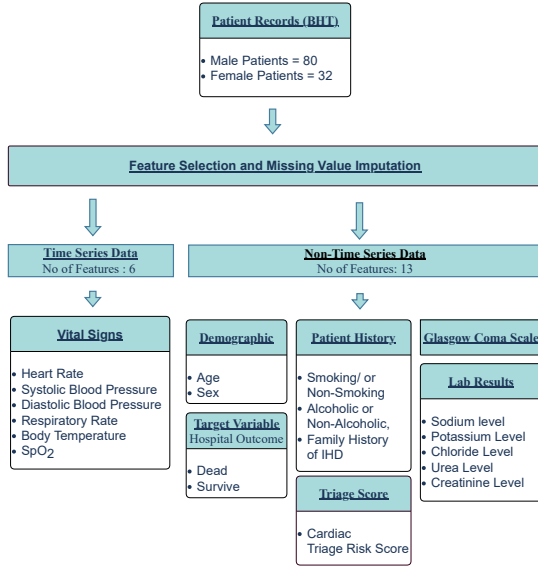 Patient Records (BHT)
• Male Patients = 80
• Female Patients = 32
Feature Selection and Missing Value Imputation
Time Series Data
No of Features : 6
Non-Time Series Data
No of Features: 13
Vital Signs
• Heart Rate
• Systolic Blood Pressure
• Diastolic Blood Pressure
• Respiratory Rate
• Body Temperature
• SpO2
Demographic
• Age
• Sex
Target Variable
Hospital Outcome
• Dead
• Survive
Patient History
• Smoking/ or
Non-Smoking
• Alcoholic or
Non-Alcoholic,
• Family History
of IHD
Triage Score
• Cardiac
Triage Risk Score
Glasgow Coma Scale
Lab Results
• Sodium level
• Potassium Level
• Chloride Level
• Urea Level
• Creatinine Level